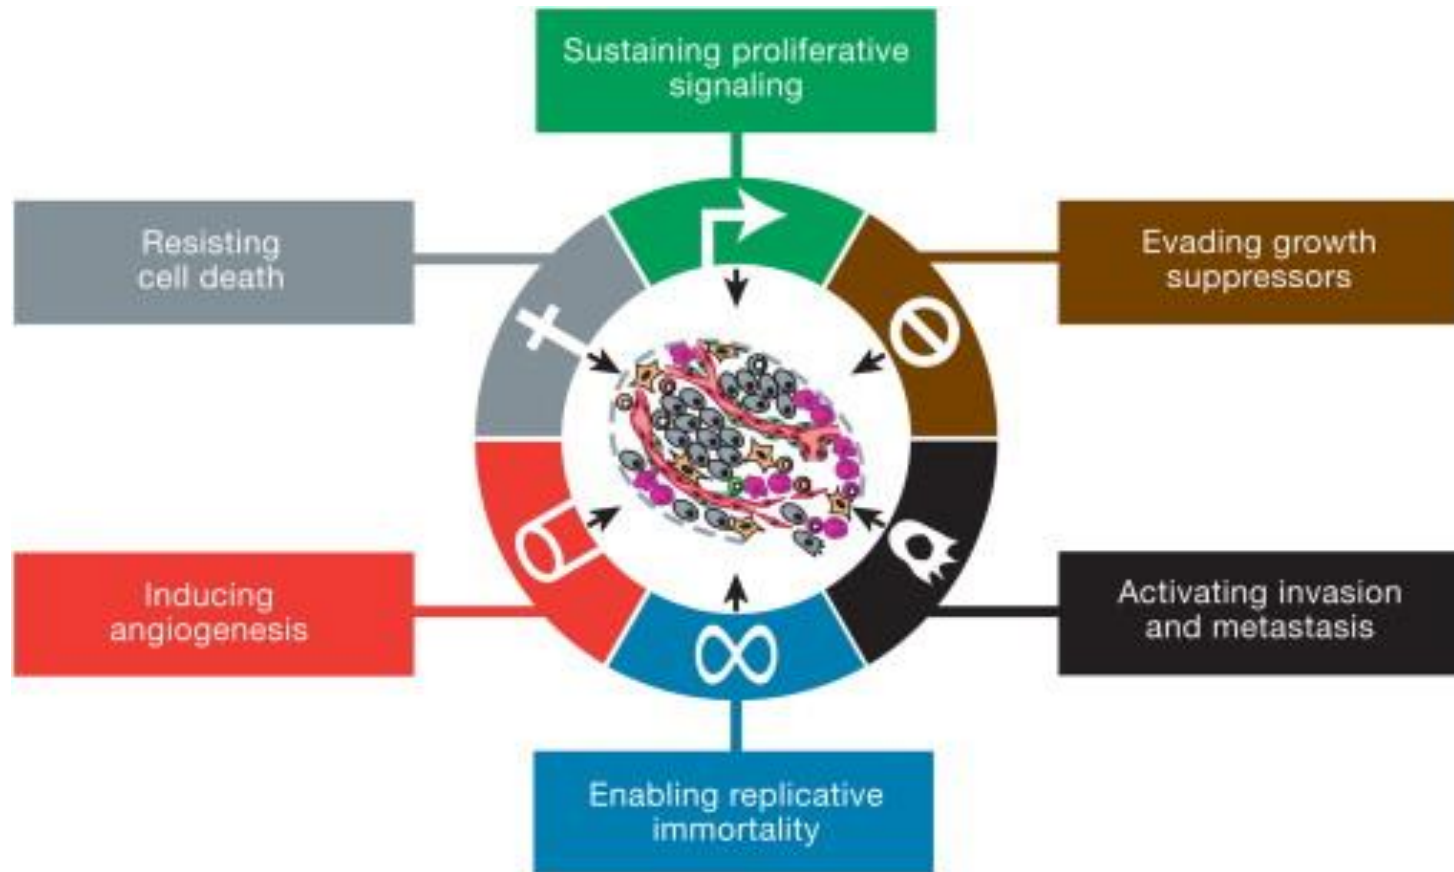 Sustaining proliferative
signaling
Resisting
cell death
Evading growth
suppressors
Inducing
angiogenesis
Activating invasion
and metastasis
Enabling replicative
immortality